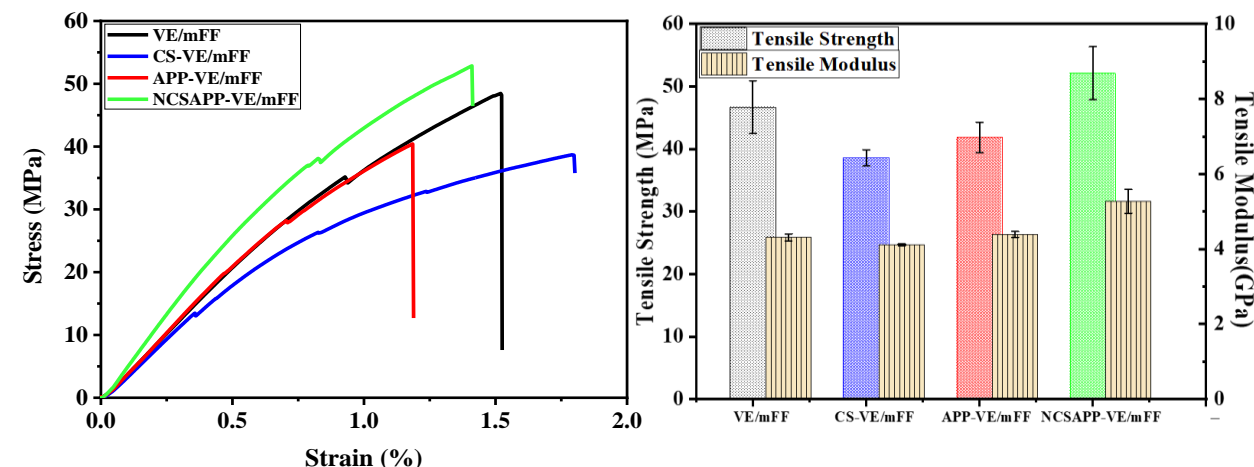 60
50
40
30
20
10
0
Stress (MPa)
VE/mFF
CS-VE/mFF
APP-VE/mFF
NCSAPP-VE/mFF
0.0 0.5 1.0 1.5 2.0
Strain (%)
60
50
40
30
20
10
0
Tensile Strength (MPa)
Tensile Strength
Tensile Modulus
10
8
6
4
2
0
Tensile Modulus(GPa)
VE/mFF CS-VE/mFF APP-VE/mFF NCSAPP-VE/mFF –